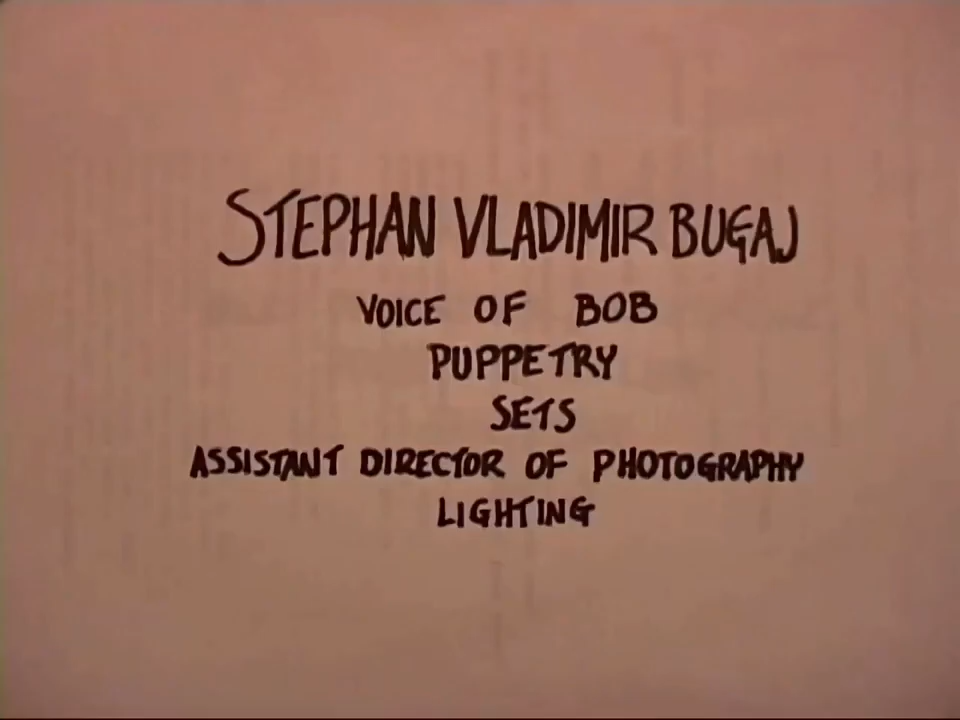 STEPHAN VLADIMIR BUGAJ
VOICE OF BOB
PUPPETRY
SETS
ASSISTANT DIRECTOR OF PHOTOGRAPHY
LIGHTING